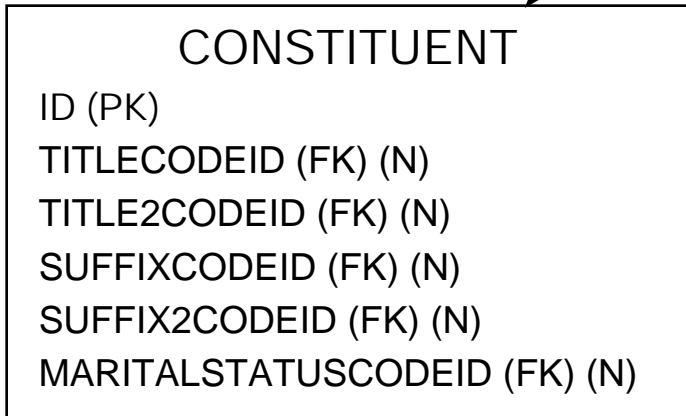 CONSTITUENT
ID (PK)
TITLECODEID (FK) (N)
TITLE2CODEID (FK) (N)
SUFFIXCODEID (FK) (N)
SUFFIX2CODEID (FK) (N)
MARITALSTATUSCODEID (FK) (N)